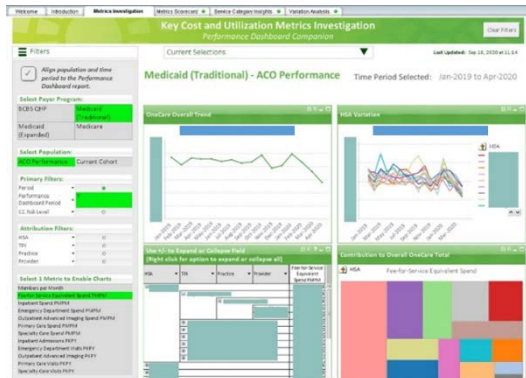 Welcome
Introduction
Metrics Investigation
Metrics Scorecard
Service Category Insights
Variation Analysis
Key Cost and Utilization Metrics Investigation
Performance Dashboard Companion
Clear Filters
Filters
Current Selections
Last Updated: Sep 18, 2020 at 11:14
Align population and time
period to the Performance
Dashboard report.
Medicaid (Traditional) - ACO Performance
Time Period Selected: Jan-2019 to Apr-2020
Select Payer Program:
BCBS QHP
Medicaid
(Traditional)
Medicaid
(Expanded)
Medicare
Select Population:
ACO Performance
Current Cohort
Primary Filters:
Period
Performance
Dashboard Period
CC Risk Level
Attribution Filters:
HSA
TIN
Practice
Provider
Select 1 Metric to Enable Charts
Members per Month
Fee-for-Service Equivalent Spend PMPM
Inpatient Spend PMPM
Emergency Department Spend PMPM
Outpatient Advanced Imaging Spend PMPM
Primary Care Spend PMPM
Specialty Care Spend PMPM
Inpatient Admissions PKPY
Emergency Department Visits PKPY
Outpatient Advanced Imaging PKPY
Primary Care Visits PKPY
Specialty Care Visits PKPY
OneCare Overall Trend
HSA Variation
HSA
Use +/- to Expand or Collapse Field
[Right click for option to expand or collapse all]
HSA
TIN
Practice
Provider
Fee-for-Service
Equivalent
Spend PMPM
Contribution to Overall OneCare Total
HSA
Fee-for-Service Equivalent Spend